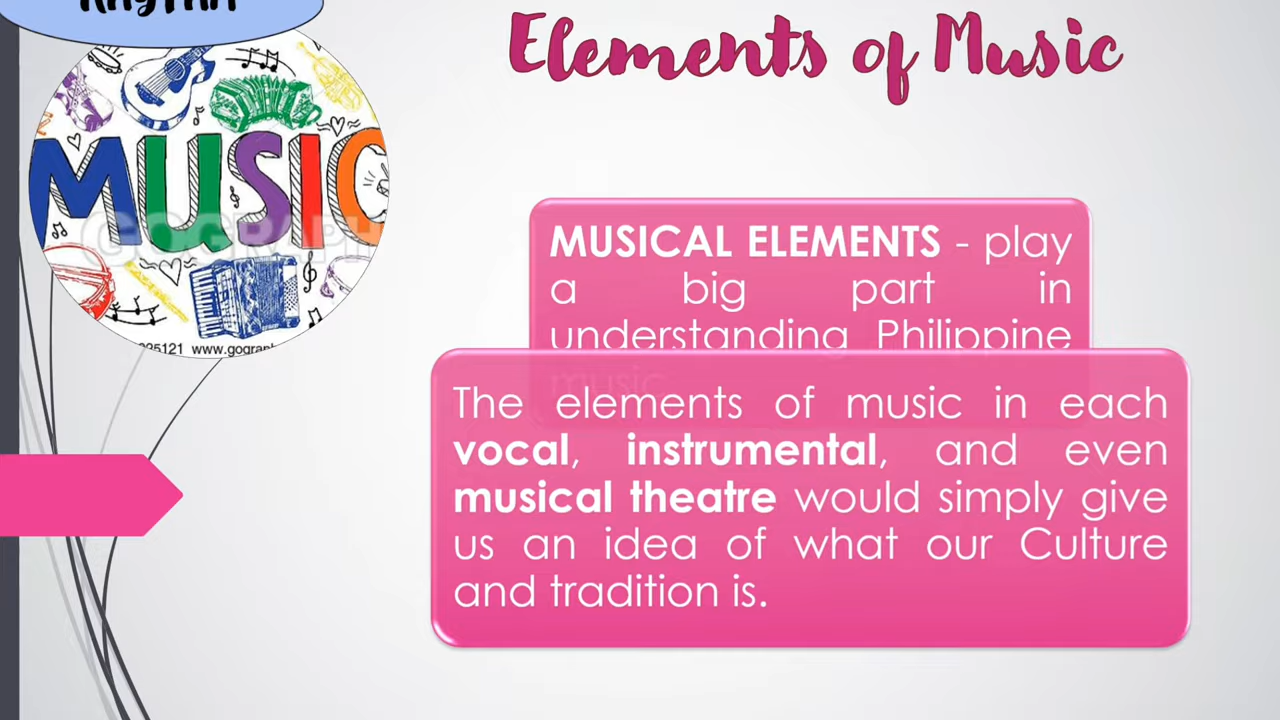 RHYTHM
Elements of Music
MUSIC
GOGRAPH
www.gograph
MUSICAL ELEMENTS - play
a big part in
understanding Philippine
music.
The elements of music in each
vocal, instrumental, and even
musical theatre would simply give
us an idea of what our Culture
and tradition is.